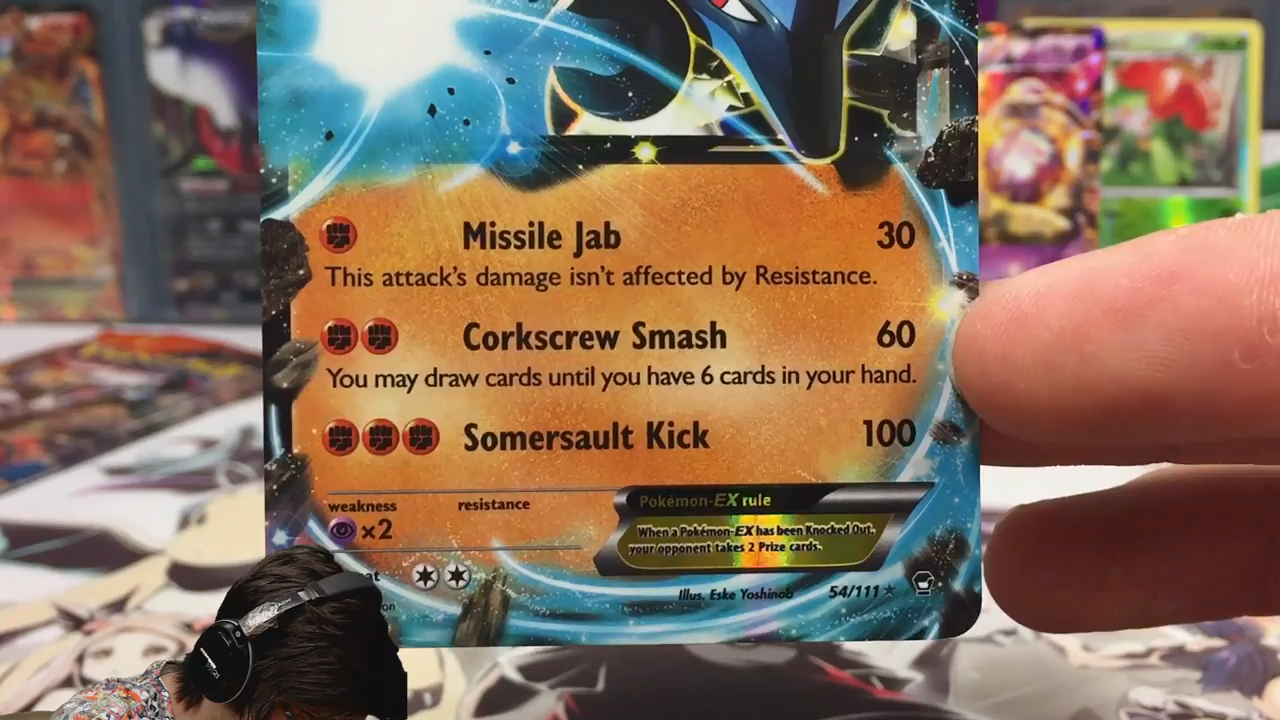 Missile Jab 30
This attack's damage isn't affected by Resistance.
Corkscrew Smash 60
You may draw cards until you have 6 cards in your hand.
Somersault Kick 100
weakness resistance
×2
Pokémon-EX rule
When a Pokémon-EX has been Knocked Out,
your opponent takes 2 Prize cards.
Illus. Eske Yoshinob 54/111